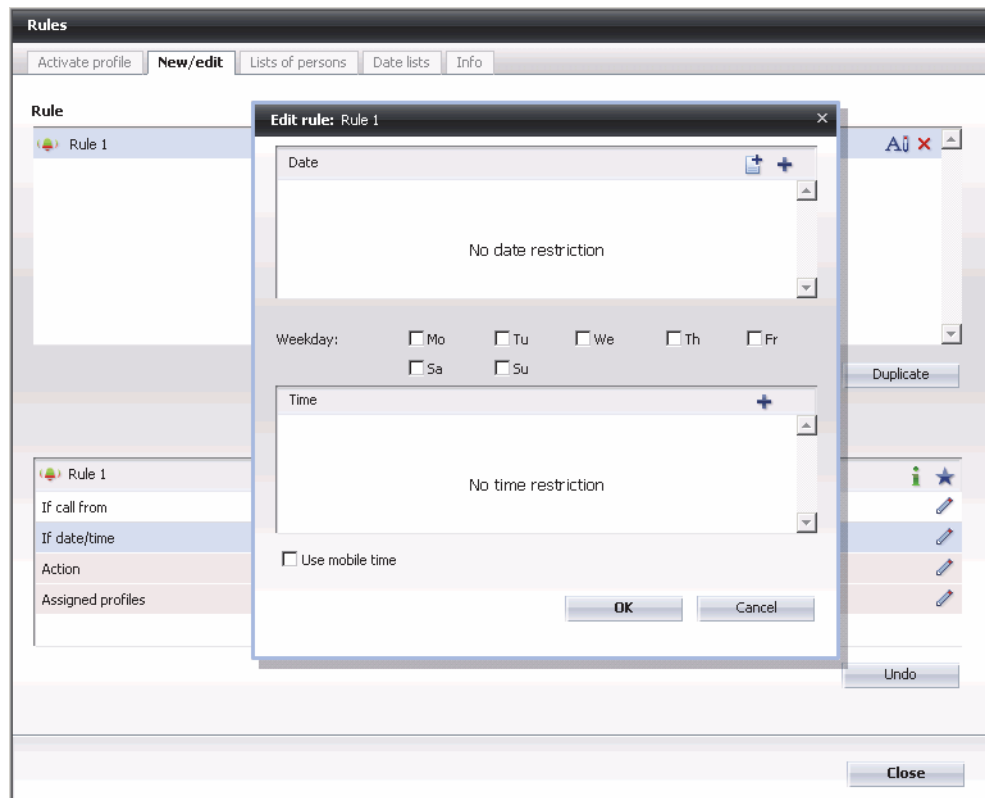 Rules
Activate profile New/edit Lists of persons Date lists Info
Rule
Rule 1
Edit rule: Rule 1
Date
No date restriction
Weekday: Mo Tu We Th Fr
Sa Su
Duplicate
Time
No time restriction
Rule 1
If call from
If date/time
Action
Assigned profiles
Use mobile time
OK Cancel
Undo
Close